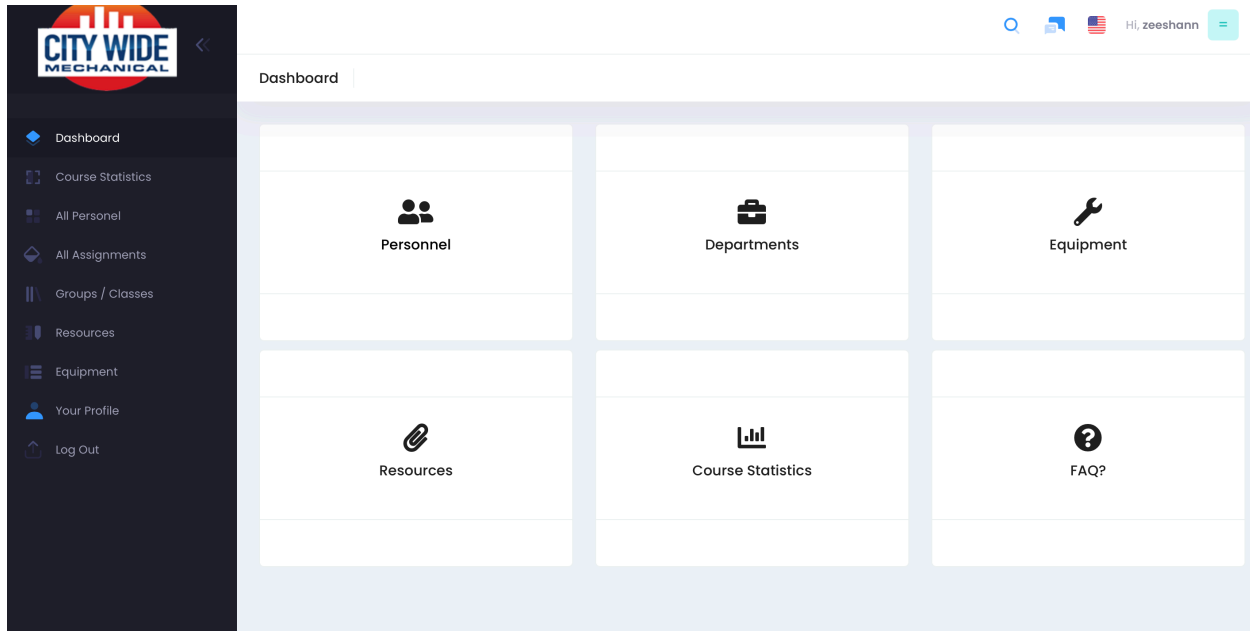 CITY WIDE
MECHANICAL
Hi, zeeshann
=
Dashboard
Dashboard
Course Statistics
All Personel
All Assignments
Groups / Classes
Resources
Equipment
Your Profile
Log Out
Personnel
Departments
Equipment
Resources
Course Statistics
FAQ?